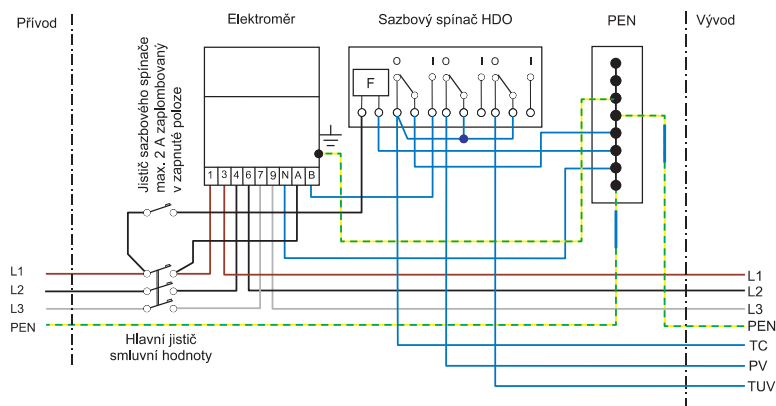 Přívod
Elektroměr
Sazbový spínač HDO
PEN
Vývod
Jistič sazbového spínače
max. 2 A zaplombovaný
v zapnuté poloze
F
O
I
O
I
O
I
1
3
4
6
7
9
N
A
B
L1
L2
L3
PEN
Hlavní jistič
smluvní hodnoty
L1
L2
L3
PEN
TC
PV
TUV